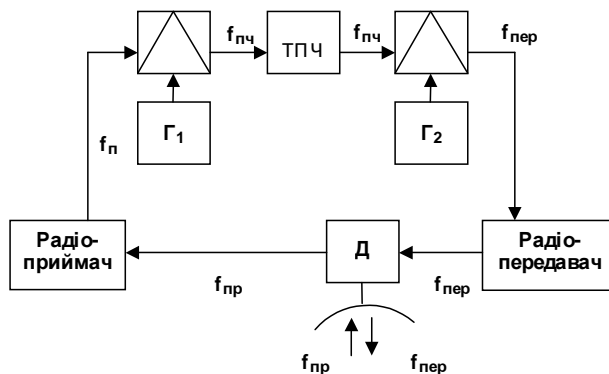 fпч
ТПЧ
fпч
fпер
Г1
Г2
fп
Радіо-
приймач
Д
Радіо-
передавач
fпр
fпер
fпр
fпер